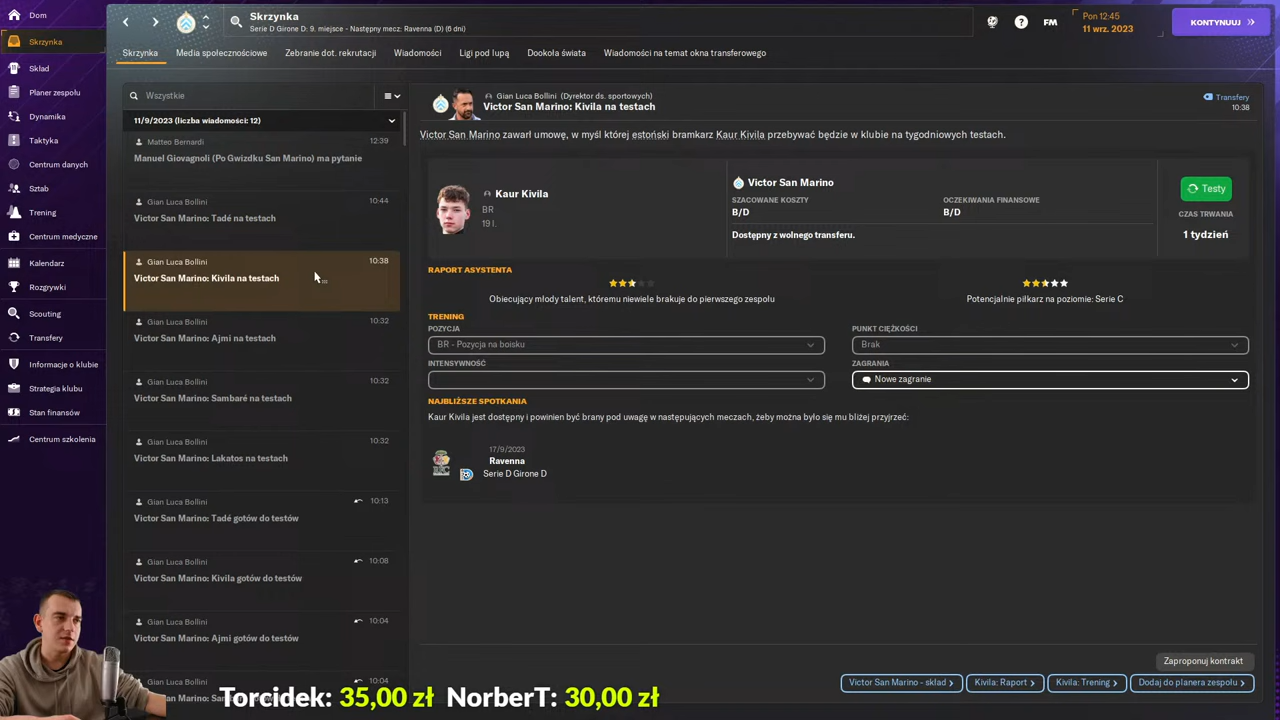 Dom
Skrzynka
Skład
Planer zespołu
Dynamika
Taktyka
Centrum danych
Sztab
Trening
Centrum medyczne
Kalendarz
Rozgrywki
Scouting
Transfery
Informacje o klubie
Strategia klubu
Stan finansów
Centrum szkolenia
Skrzynka
Serie D Girone D: 9. miejsce - Następny mecz: Ravenna (D) (6 dni)
FM
Pon 12:45
11 wrz. 2023
KONTYNUUJ
Skrzynka
Media społecznościowe
Zebranie dot. rekrutacji
Wiadomości
Ligi pod lupą
Dookoła świata
Wiadomości na temat okna transferowego
Wszystkie
11/9/2023 (liczba wiadomości: 12)
Matteo Bernardi 12:39
Manuel Giovagnoli (Po Gwizdku San Marino) ma pytanie
Gian Luca Bollini 10:44
Victor San Marino: Tadé na testach
Gian Luca Bollini 10:38
Victor San Marino: Kivila na testach
Gian Luca Bollini 10:32
Victor San Marino: Ajmi na testach
Gian Luca Bollini 10:32
Victor San Marino: Sambaré na testach
Gian Luca Bollini 10:32
Victor San Marino: Lakatos na testach
Gian Luca Bollini 10:13
Victor San Marino: Tadé gotów do testów
Gian Luca Bollini 10:08
Victor San Marino: Kivila gotów do testów
Gian Luca Bollini 10:04
Victor San Marino: Ajmi gotów do testów
Gian Luca Bollini 10:04
Gian Luca Bollini (Dyrektor ds. sportowych)
Victor San Marino: Kivila na testach
Transfery
10:38
Victor San Marino zawarł umowę, w myśl której estoński bramkarz Kaur Kivila przebywać będzie w klubie na tygodniowych testach.
Kaur Kivila
BR
19 l.
Victor San Marino
SZACOWANE KOSZTY
B/D
OCZEKIWANIA FINANSOWE
B/D
Dostępny z wolnego transferu.
Testy
CZAS TRWANIA
1 tydzień
RAPORT ASYSTENTA
Obiecujący młody talent, któremu niewiele brakuje do pierwszego zespołu
Potencjalnie piłkarz na poziomie: Serie C
TRENING
POZYCJA
BR - Pozycja na boisku
PUNKT CIĘŻKOŚCI
Brak
INTENSYWNOŚĆ
ZAGRANIA
Nowe zagranie
NAJBLIŻSZE SPOTKANIA
Kaur Kivila jest dostępny i powinien być brany pod uwagę w następujących meczach, żeby można było się mu bliżej przyjrzeć:
17/9/2023
Ravenna
Serie D Girone D
Zaproponuj kontrakt
Victor San Marino - skład
Kivila: Raport
Kivila: Trening
Dodaj do planera zespołu
Torcidek: 35,00 zł NorberT: 30,00 zł